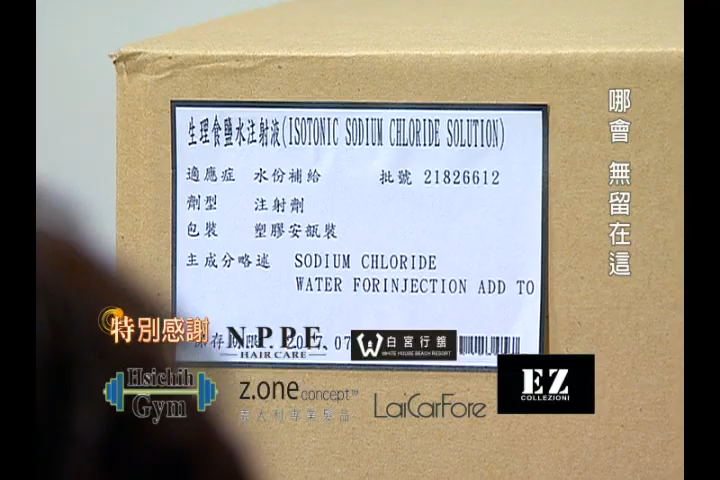 生理食鹽水注射液(ISOTONIC SODIUM CHLORIDE SOLUTION)
適應症 水份補給 批號 21826612
劑型 注射劑
包裝 塑膠安瓿裝
主成分略述 SODIUM CHLORIDE
WATER FORINJECTION ADD TO
哪會 無留在這
特別感謝
N.P.P.E.
HAIR CARE
白宮行館
WHITE HOUSE BEACH RESORT
Hsichih
Gym
z.one concept™
義大利專業髮品
LaiCarFore
EZ
COLLEZIONI